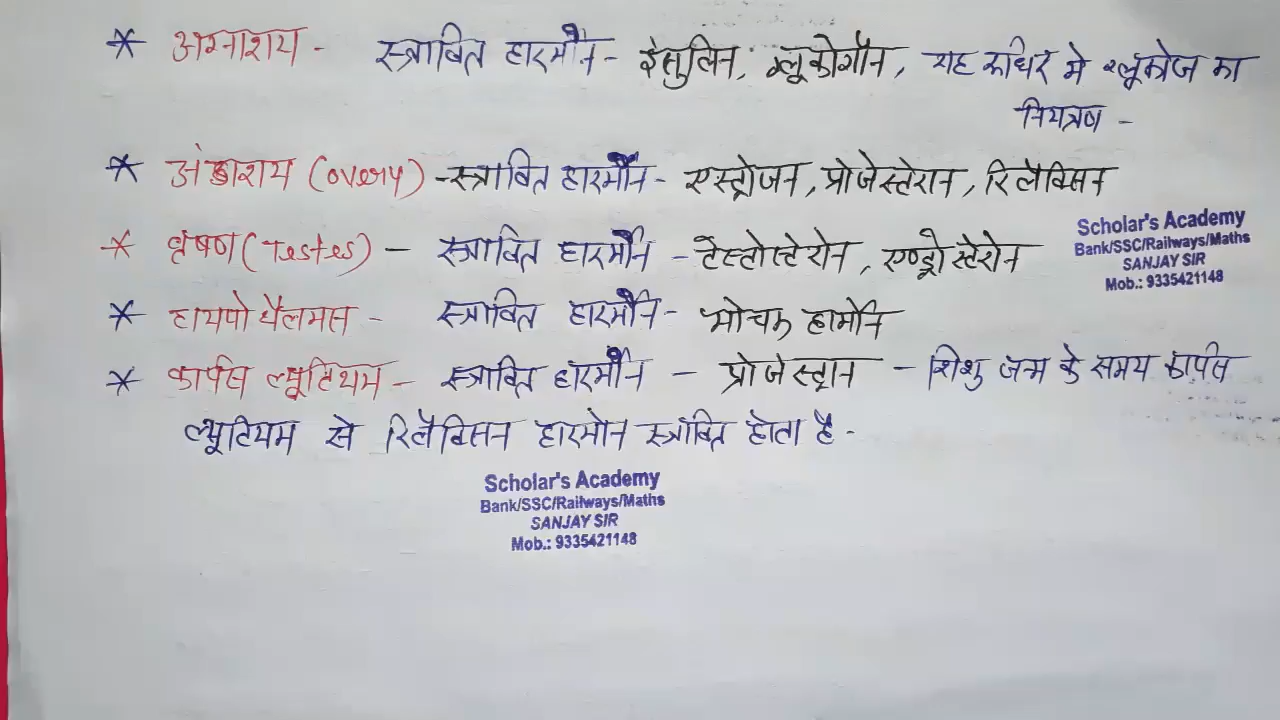 * अग्नाशय - स्त्रावित हारमोन - इंसुलिन, ग्लूकोगॉन, यह रूधिर मे ग्लूकोज का
नियत्रण -
* अंडाशय (overy) - स्त्रावित हारमोन - एस्ट्रोजन, प्रोजेस्टेरान, रिलैक्सिन
* वृषण (Testes) - स्त्रावित हारमोन - टेस्टोस्टेरोन, एण्ड्रोस्टेरोन
Scholar's Academy
Bank/SSC/Railways/Maths
SANJAY SIR
Mob.: 9335421148
* हायपोथैलमस - स्त्रावित हारमोन - मोचक हार्मोन
* कार्पस ल्यूटियम - स्त्रावित हारमोन - प्रोजेस्ट्रान - शिशु जन्म के समय कार्पस
ल्यूटियम से रिलैक्सिन हारमोन स्त्रावित होता है -
Scholar's Academy
Bank/SSC/Railways/Maths
SANJAY SIR
Mob.: 9335421148